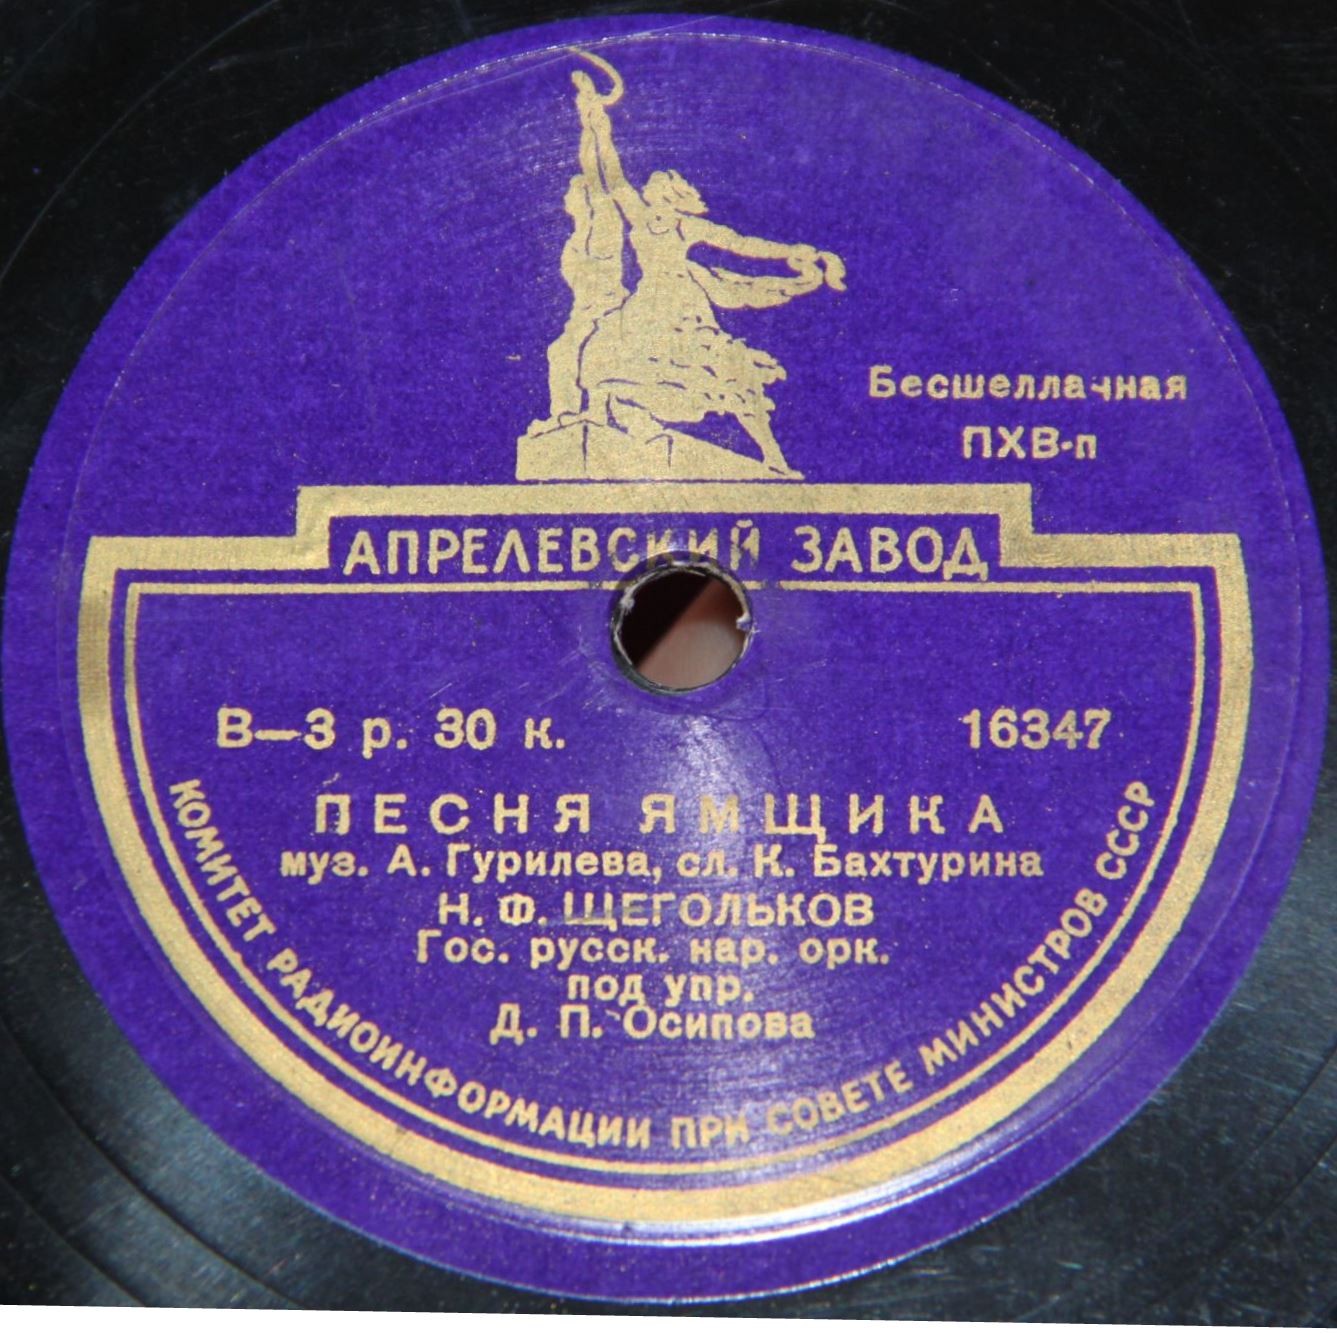 Бесшеллачная
ПХВ-п
АПРЕЛЕВСКИЙ ЗАВОД
В–3 р. 30 к. 16347
ПЕСНЯ ЯМЩИКА
муз. А. Гурилева, сл. К. Бахтурина
Н. Ф. ЩЕГОЛЬКОВ
Гос. русск. нар. орк.
под упр.
Д. П. Осипова
КОМИТЕТ РАДИОИНФОРМАЦИИ ПРИ СОВЕТЕ МИНИСТРОВ СССР